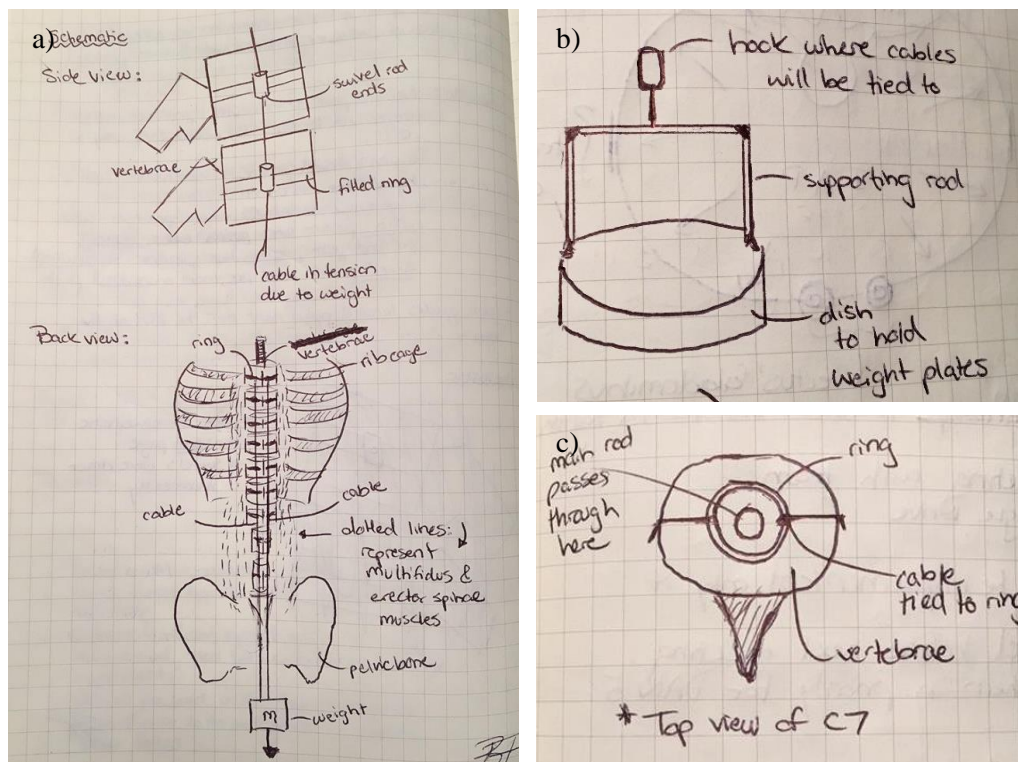 a)
Schematic
Side view:
swivel rod
ends
vertebrae
filled ring
cable in tension
due to weight
Back view:
ring
vertebrae
ribcage
cable
cable
dotted lines:
represent
multifidus &
erector spinae
muscles
pelvic bone
m
weight
b)
hook where cables
will be tied to
supporting rod
dish
to hold
weight plates
c)
main rod
passes
through
here
ring
cable
tied to ring
vertebrae
* Top view of C7